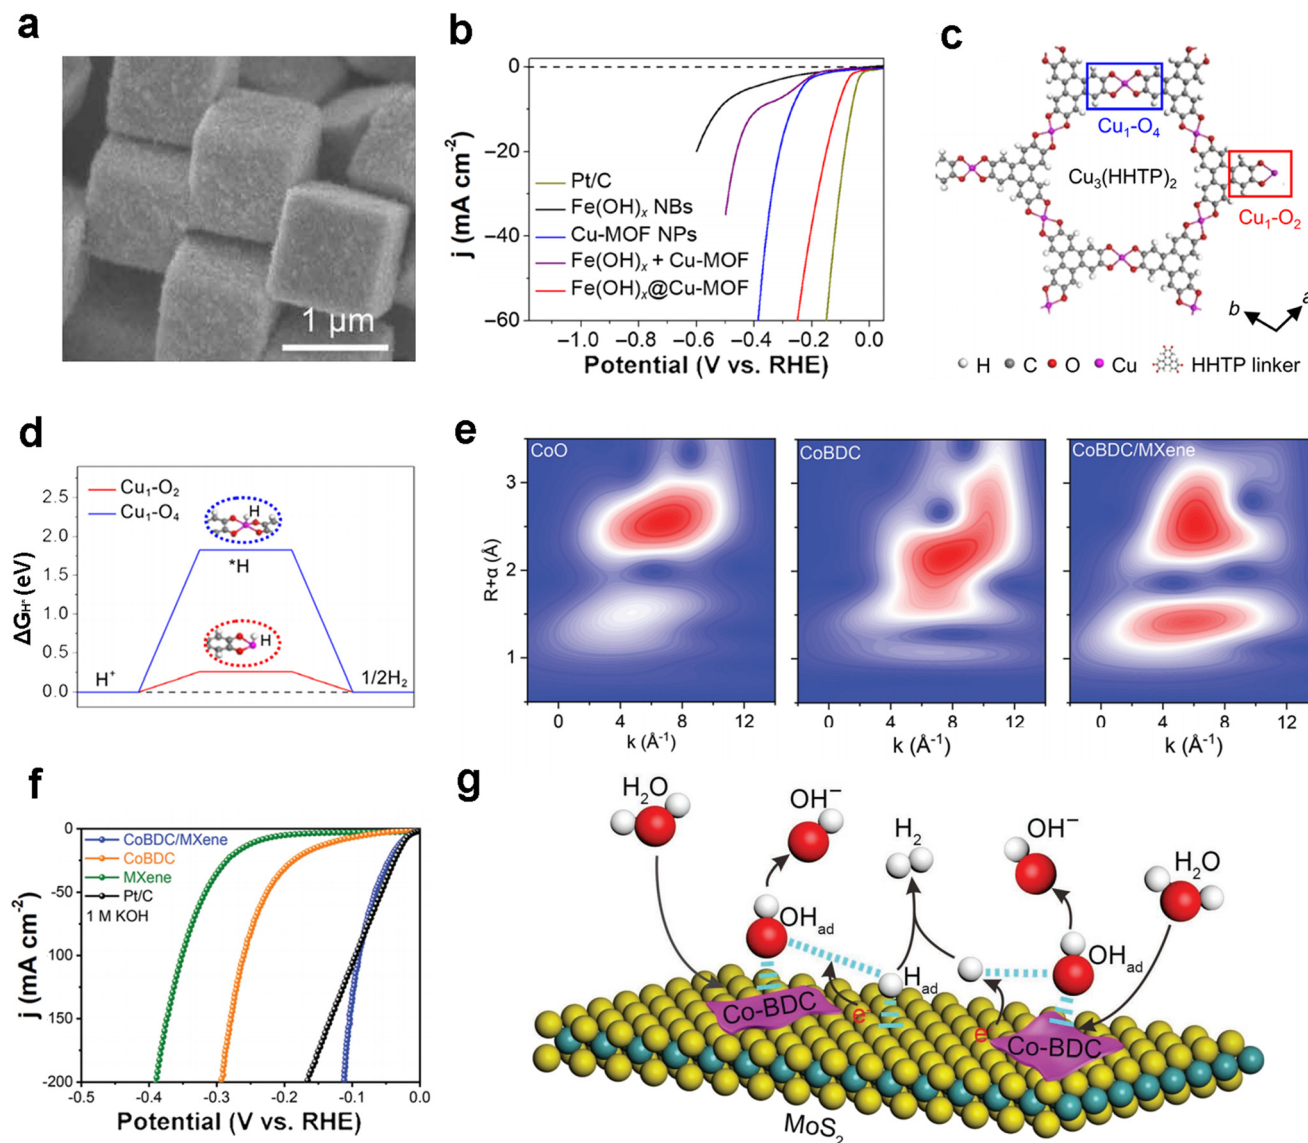 a
1 μm
b
j (mA cm⁻²)
0
−20
−40
−60
Pt/C
Fe(OH)ₓ NBs
Cu-MOF NPs
Fe(OH)ₓ + Cu-MOF
Fe(OH)ₓ@Cu-MOF
−1.0 −0.8 −0.6 −0.4 −0.2 0.0
Potential (V vs. RHE)
c
Cu₁-O₄
Cu₃(HHTP)₂
Cu₁-O₂
b
a
H C O Cu HHTP linker
d
ΔG_H* (eV)
2.5
2.0
1.5
1.0
0.5
0.0
Cu₁-O₂
Cu₁-O₄
H
*H
H
H⁺
1/2H₂
e
CoO
CoBDC
CoBDC/MXene
R+α (Å)
3
2
1
0 4 8 12
0 4 8 12
0 4 8 12
k (Å⁻¹)
k (Å⁻¹)
k (Å⁻¹)
f
j (mA cm⁻²)
0
-50
-100
-150
-200
CoBDC/MXene
CoBDC
MXene
Pt/C
1 M KOH
-0.5 -0.4 -0.3 -0.2 -0.1 0.0
Potential (V vs. RHE)
g
H₂O
OH⁻
H₂
OH⁻
H₂O
OH_ad
OH_ad
H_ad
Co-BDC
e⁻
e⁻
Co-BDC
MoS₂